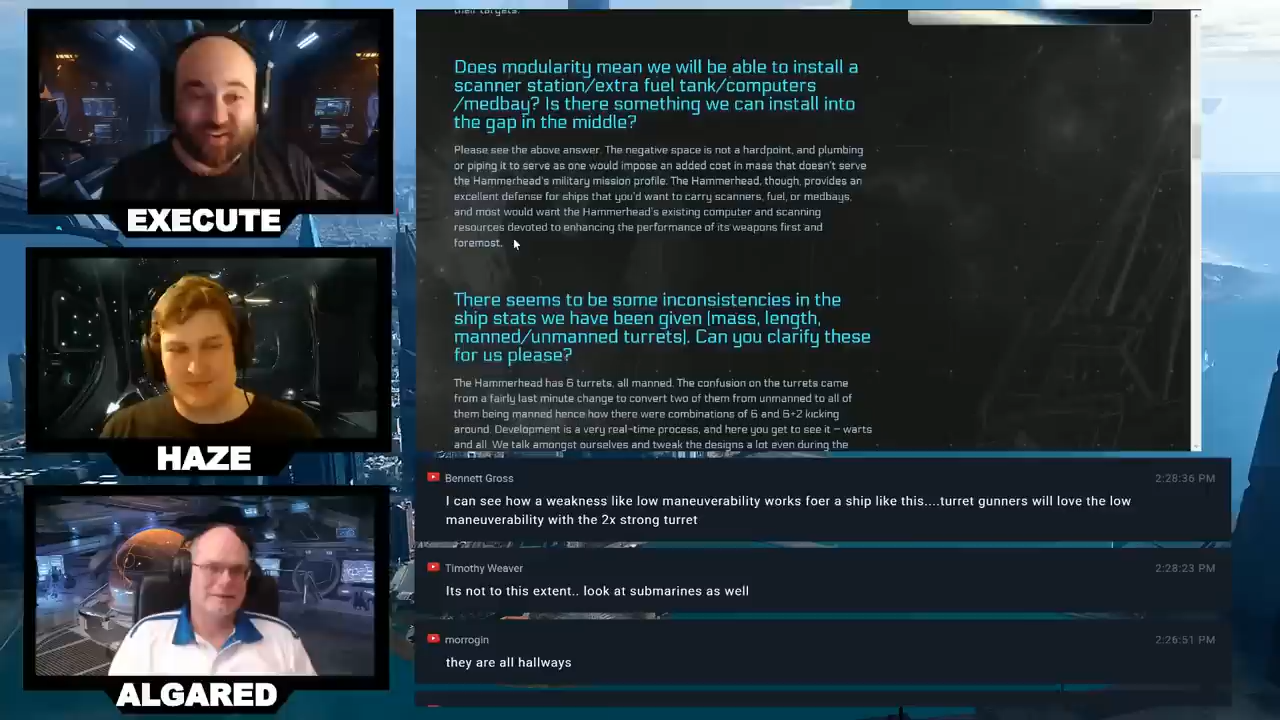 their targets.
Does modularity mean we will be able to install a
scanner station/extra fuel tank/computers
/medbay? Is there something we can install into
the gap in the middle?
Please see the above answer. The negative space is not a hardpoint, and plumbing
or piping it to serve as one would impose an added cost in mass that doesn't serve
the Hammerhead's military mission profile. The Hammerhead, though, provides an
excellent defense for ships that you'd want to carry scanners, fuel, or medbays,
and most would want the Hammerhead's existing computer and scanning
resources devoted to enhancing the performance of its weapons first and
foremost.
There seems to be some inconsistencies in the
ship stats we have been given (mass, length,
manned/unmanned turrets). Can you clarify these
for us please?
The Hammerhead has 6 turrets, all manned. The confusion on the turrets came
from a fairly last minute change to convert two of them from unmanned to all of
them being manned hence how there were combinations of 6 and 6+2 kicking
around. Development is a very real-time process, and here you get to see it – warts
and all. We talk amongst ourselves and tweak the designs a lot even during the
EXECUTE
HAZE
ALGARED
Bennett Gross 2:28:36 PM
I can see how a weakness like low maneuverability works foer a ship like this....turret gunners will love the low
maneuverability with the 2x strong turret
Timothy Weaver 2:28:23 PM
Its not to this extent.. look at submarines as well
morrogin 2:26:51 PM
they are all hallways